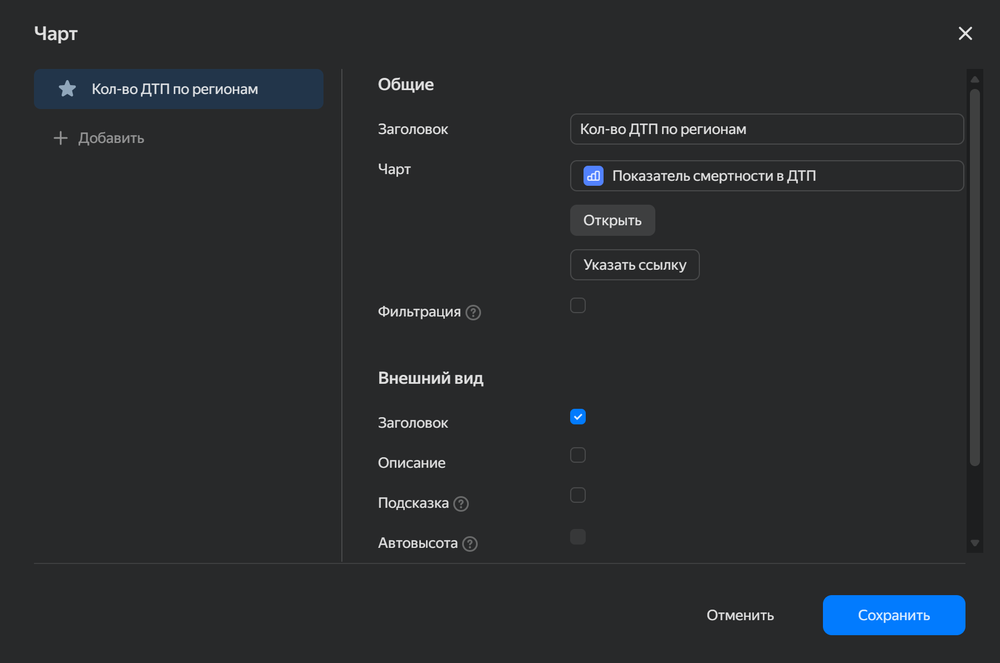 Чарт
Кол-во ДТП по регионам
Добавить
Общие
Заголовок
Кол-во ДТП по регионам
Чарт
Показатель смертности в ДТП
Открыть
Указать ссылку
Фильтрация ?
Внешний вид
Заголовок
Описание
Подсказка ?
Автовысота ?
Отменить
Сохранить